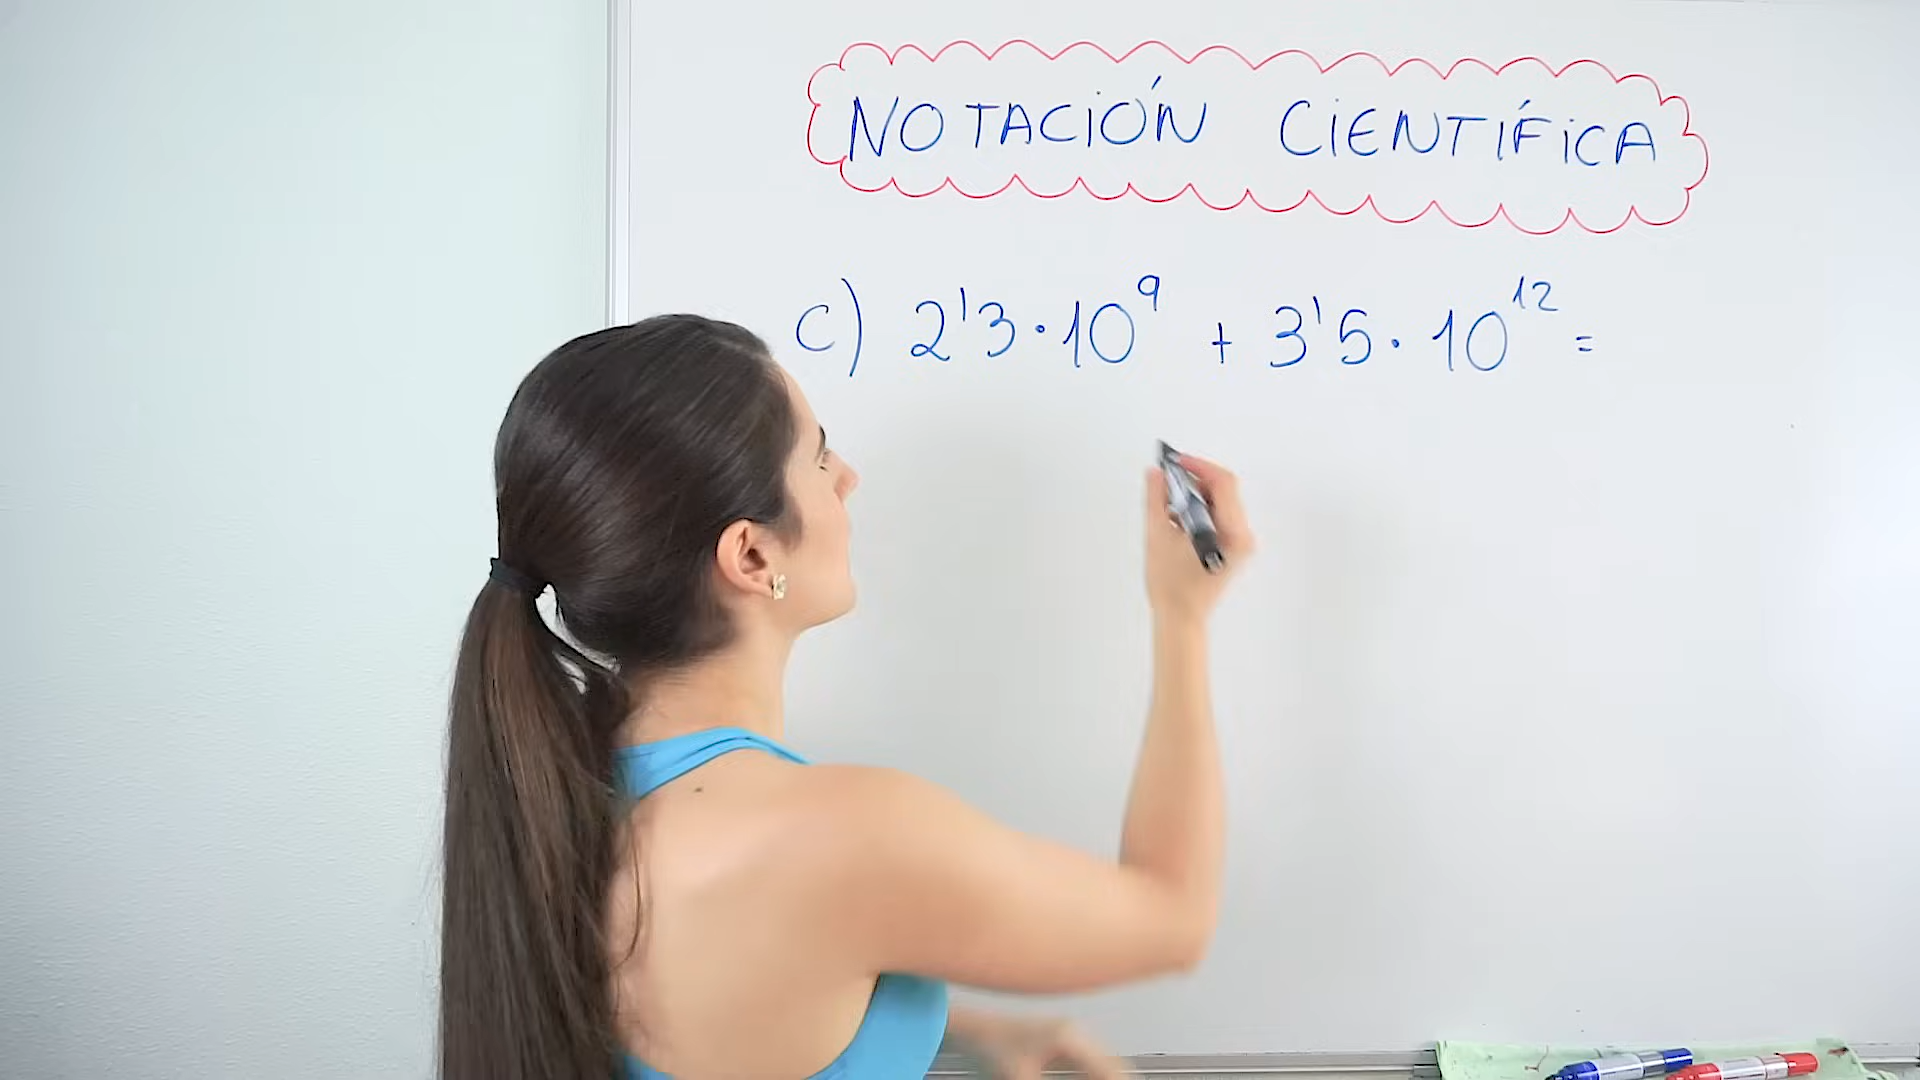 NOTACIÓN CIENTÍFICA
C) 2'3 · 10⁹ + 3'5 · 10¹² =